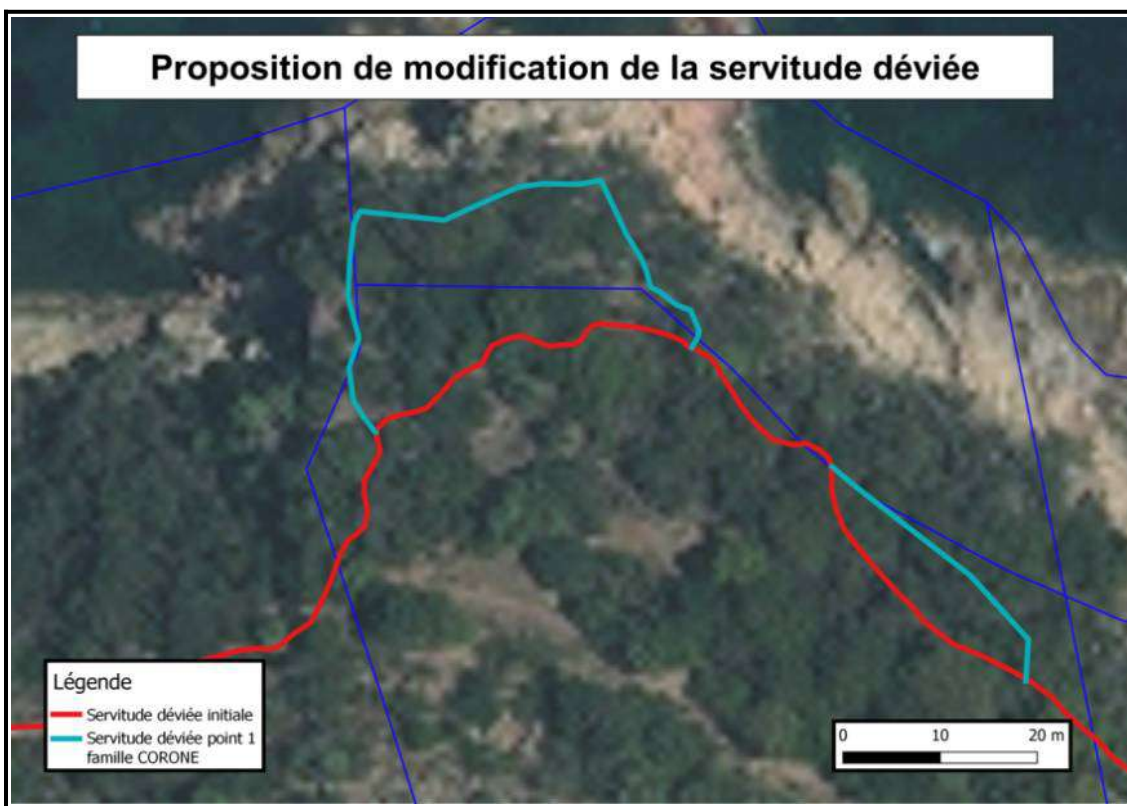 Proposition de modification de la servitude déviée
Légende
Servitude déviée initiale
Servitude déviée point 1
famille CORONE
0 10 20 m